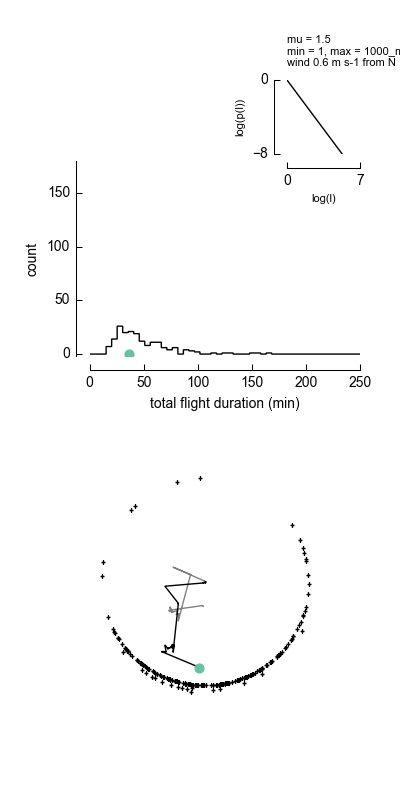 mu = 1.5
min = 1, max = 1000_m
wind 0.6 m s-1 from N
0
log(p(l))
−8
0
7
log(l)
150
100
50
0
count
0
50
100
150
200
250
total flight duration (min)